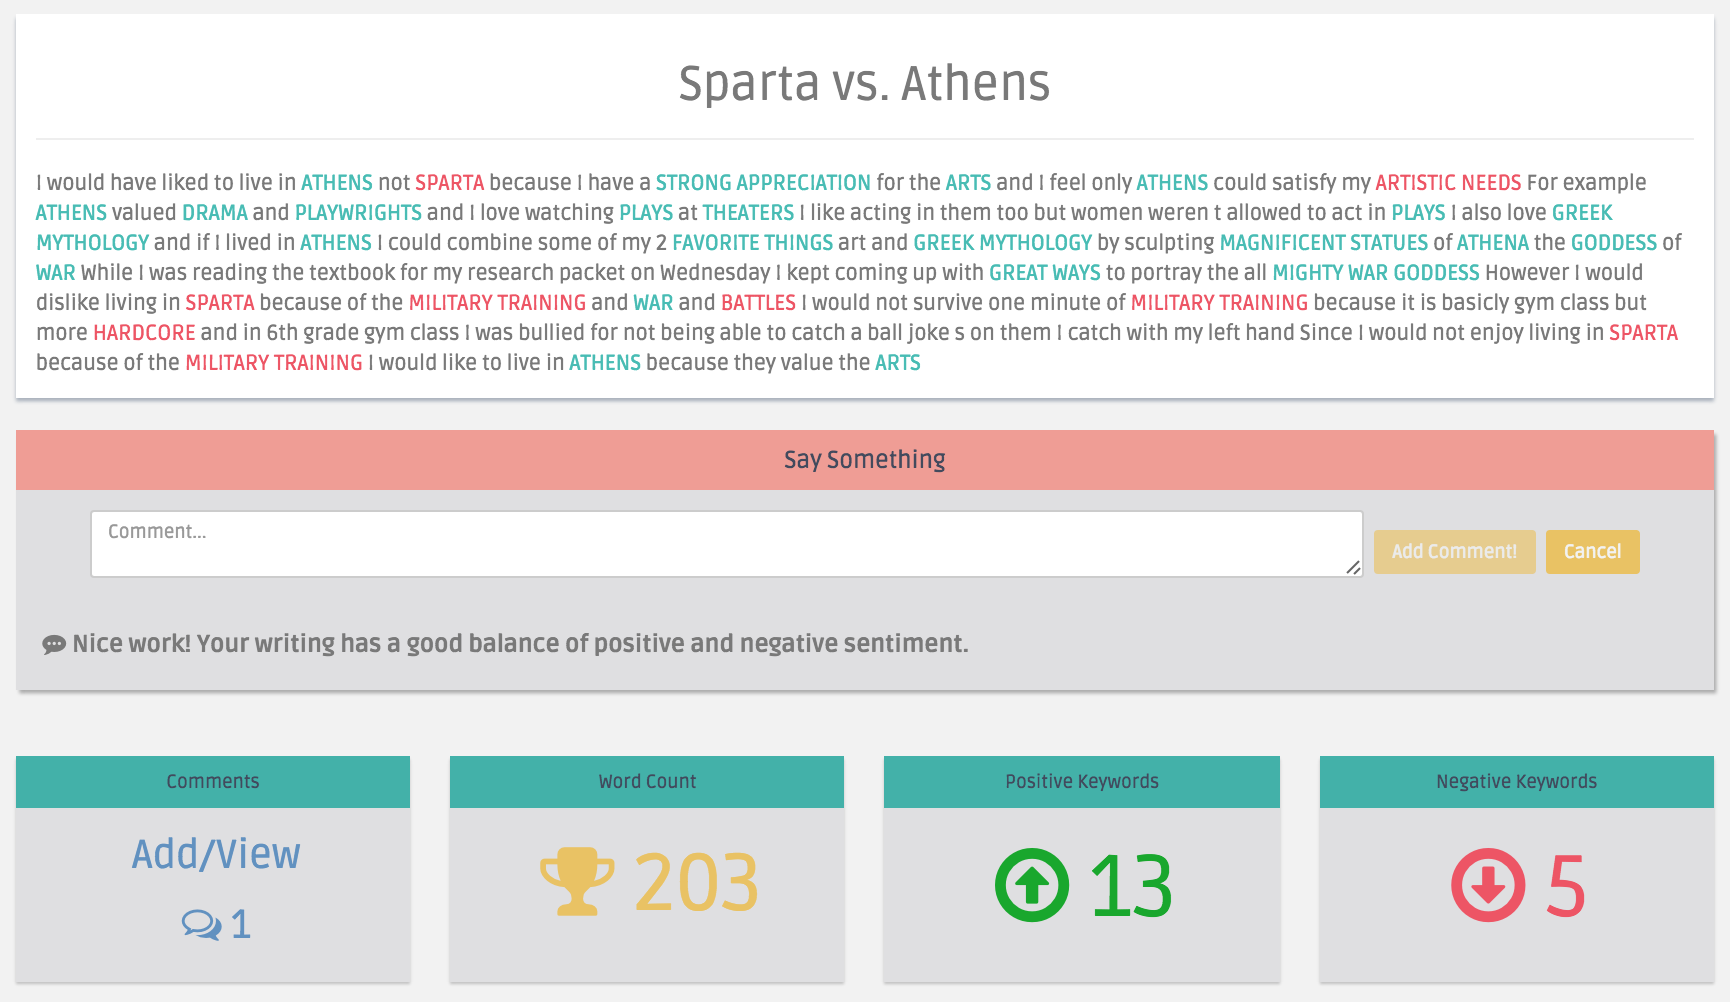 Sparta vs. Athens
I would have liked to live in ATHENS not SPARTA because I have a STRONG APPRECIATION for the ARTS and I feel only ATHENS could satisfy my ARTISTIC NEEDS For example
ATHENS valued DRAMA and PLAYWRIGHTS and I love watching PLAYS at THEATERS I like acting in them too but women weren t allowed to act in PLAYS I also love GREEK
MYTHOLOGY and if I lived in ATHENS I could combine some of my 2 FAVORITE THINGS art and GREEK MYTHOLOGY by sculpting MAGNIFICENT STATUES of ATHENA the GODDESS of
WAR While I was reading the textbook for my research packet on Wednesday I kept coming up with GREAT WAYS to portray the all MIGHTY WAR GODDESS However I would
dislike living in SPARTA because of the MILITARY TRAINING and WAR and BATTLES I would not survive one minute of MILITARY TRAINING because it is basicly gym class but
more HARDCORE and in 6th grade gym class I was bullied for not being able to catch a ball joke s on them I catch with my left hand Since I would not enjoy living in SPARTA
because of the MILITARY TRAINING I would like to live in ATHENS because they value the ARTS
Say Something
Comment...
Add Comment!
Cancel
Nice work! Your writing has a good balance of positive and negative sentiment.
Comments
Add/View
1
Word Count
203
Positive Keywords
13
Negative Keywords
5